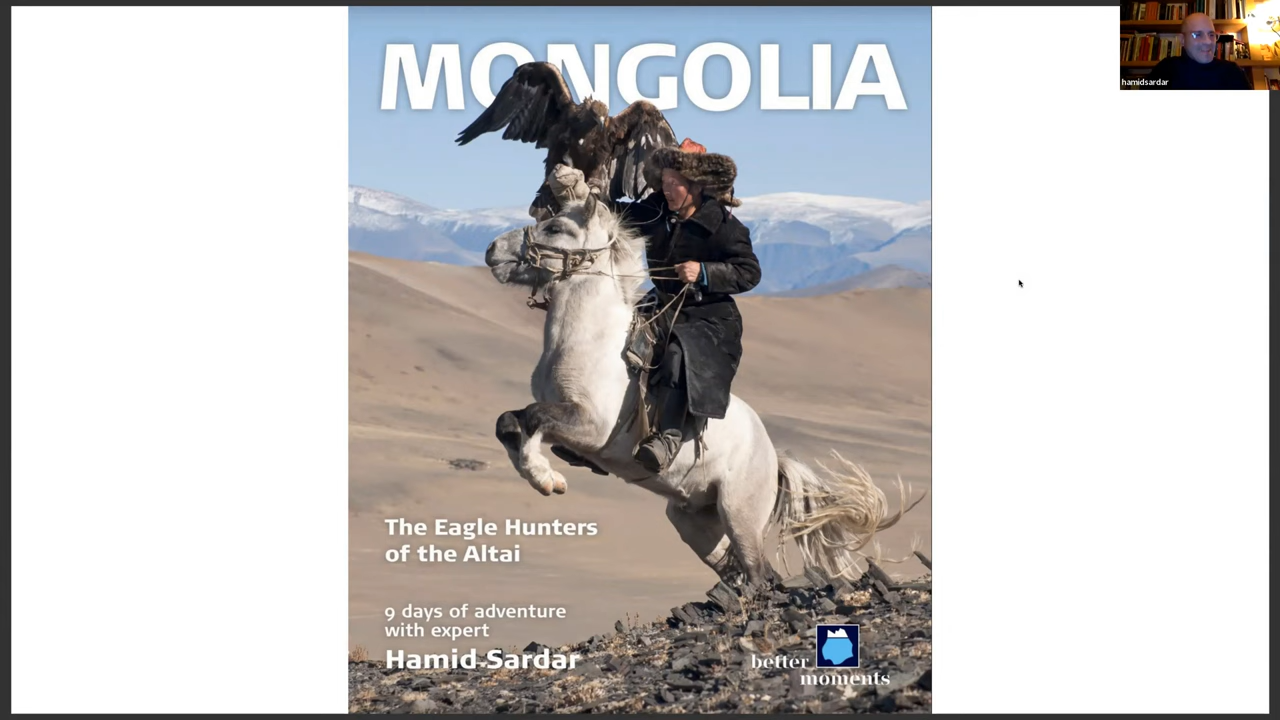 MONGOLIA
hamidsardar
The Eagle Hunters
of the Altai
9 days of adventure
with expert
Hamid Sardar
better
moments